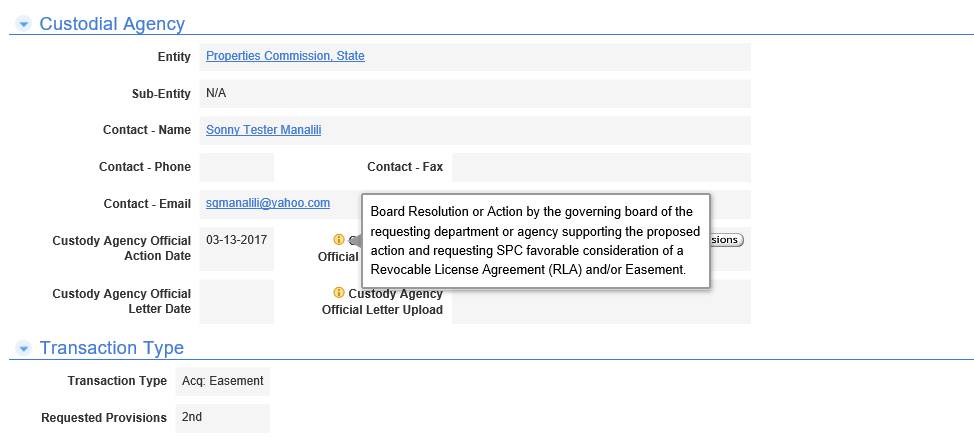 Custodial Agency
Entity Properties Commission, State
Sub-Entity N/A
Contact - Name Sonny Tester Manalili
Contact - Phone Contact - Fax
Contact - Email sgmanalili@yahoo.com
Board Resolution or Action by the governing board of the
requesting department or agency supporting the proposed
action and requesting SPC favorable consideration of a
Revocable License Agreement (RLA) and/or Easement.
Custody Agency Official 03-13-2017 sions
Action Date Official
Custody Agency Official Custody Agency
Letter Date Official Letter Upload
Transaction Type
Transaction Type Acq: Easement
Requested Provisions 2nd